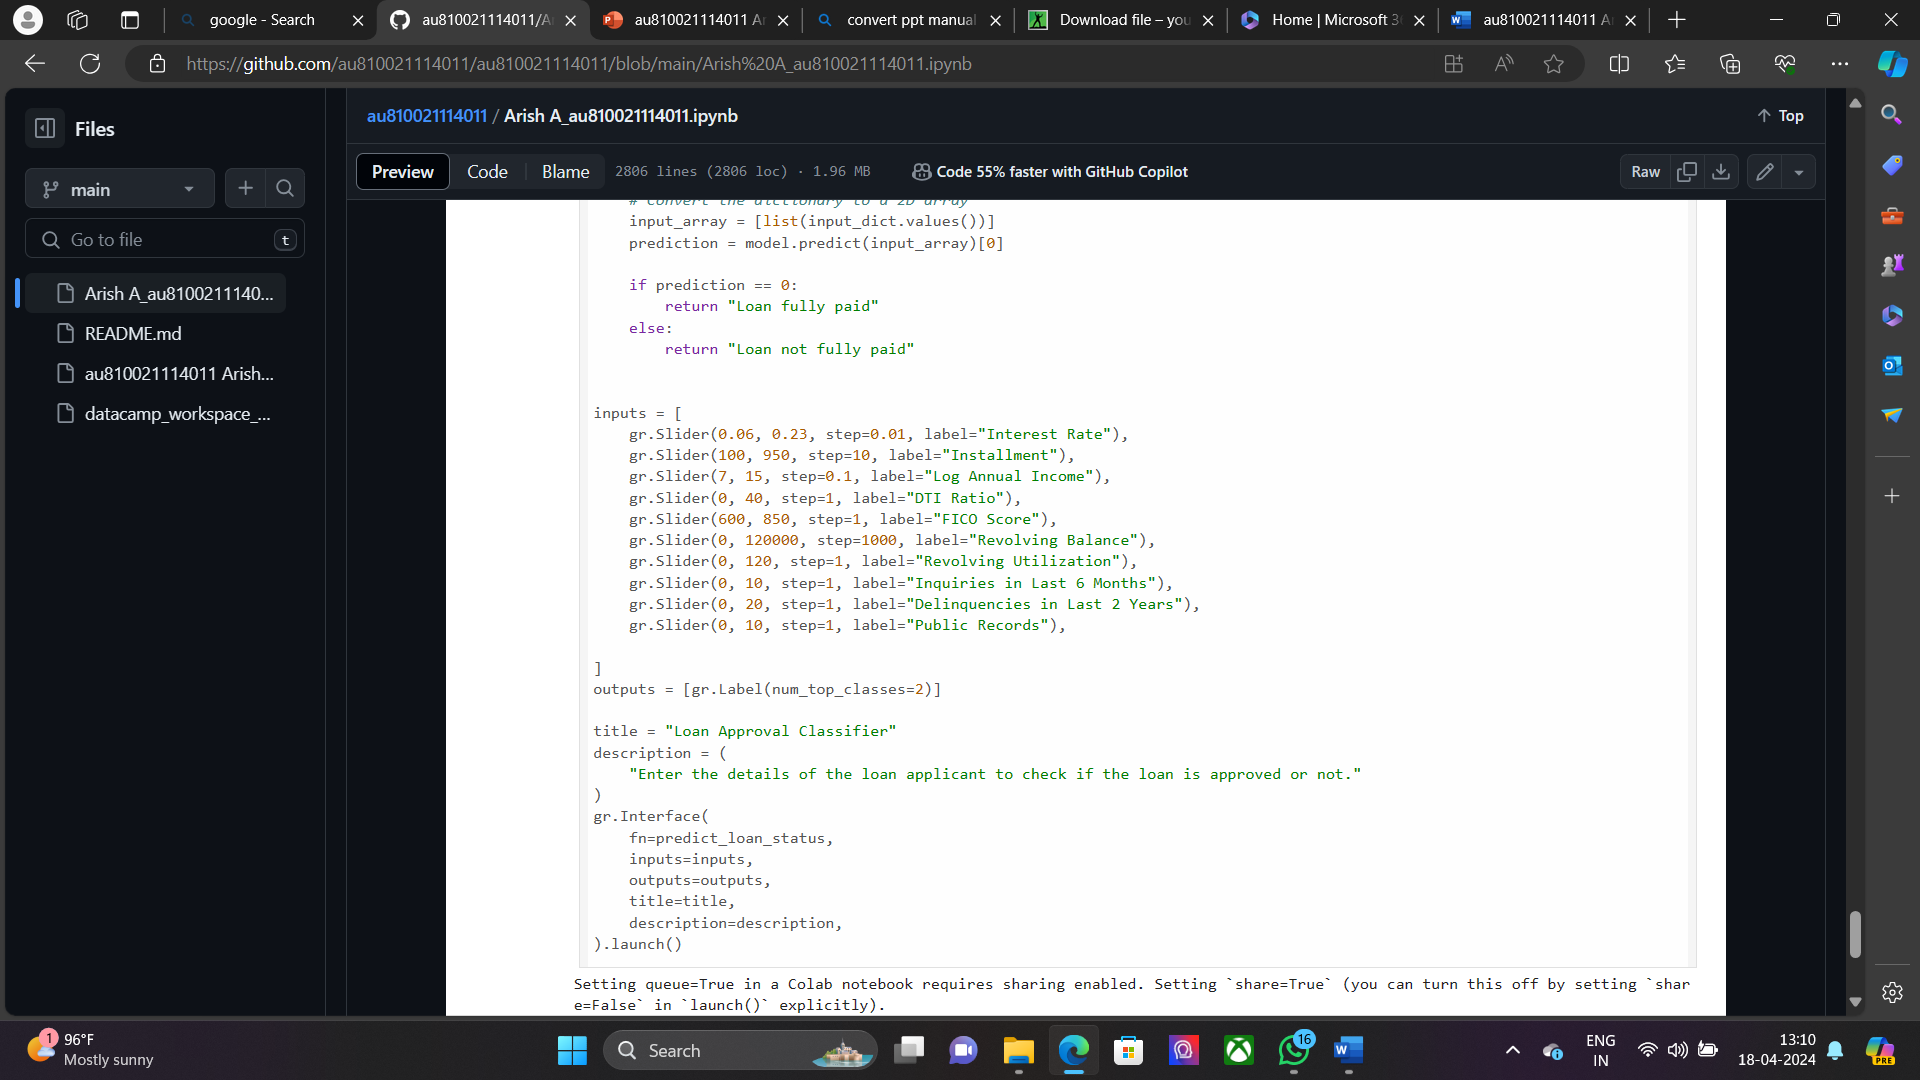 google - Search
au810021114011/A
au810021114011 A
convert ppt manual
Download file – you
Home | Microsoft 3
au810021114011 A
https://github.com/au810021114011/au810021114011/blob/main/Arish%20A_au810021114011.ipynb
Files
main
Go to file
t
Arish A_au8100211140...
README.md
au810021114011 Arish...
datacamp_workspace_...
au810021114011 / Arish A_au810021114011.ipynb
Top
Preview
Code
Blame
2806 lines (2806 loc) · 1.96 MB
Code 55% faster with GitHub Copilot
Raw
# Convert the dictionary to a 2D array
input_array = [list(input_dict.values())]
prediction = model.predict(input_array)[0]
if prediction == 0:
return "Loan fully paid"
else:
return "Loan not fully paid"
inputs = [
gr.Slider(0.06, 0.23, step=0.01, label="Interest Rate"),
gr.Slider(100, 950, step=10, label="Installment"),
gr.Slider(7, 15, step=0.1, label="Log Annual Income"),
gr.Slider(0, 40, step=1, label="DTI Ratio"),
gr.Slider(600, 850, step=1, label="FICO Score"),
gr.Slider(0, 120000, step=1000, label="Revolving Balance"),
gr.Slider(0, 120, step=1, label="Revolving Utilization"),
gr.Slider(0, 10, step=1, label="Inquiries in Last 6 Months"),
gr.Slider(0, 20, step=1, label="Delinquencies in Last 2 Years"),
gr.Slider(0, 10, step=1, label="Public Records"),
]
outputs = [gr.Label(num_top_classes=2)]
title = "Loan Approval Classifier"
description = (
"Enter the details of the loan applicant to check if the loan is approved or not."
)
gr.Interface(
fn=predict_loan_status,
inputs=inputs,
outputs=outputs,
title=title,
description=description,
).launch()
Setting queue=True in a Colab notebook requires sharing enabled. Setting `share=True` (you can turn this off by setting `shar
e=False` in `launch()` explicitly).
1
96°F
Mostly sunny
Search
16
ENG
IN
13:10
18-04-2024
PRE